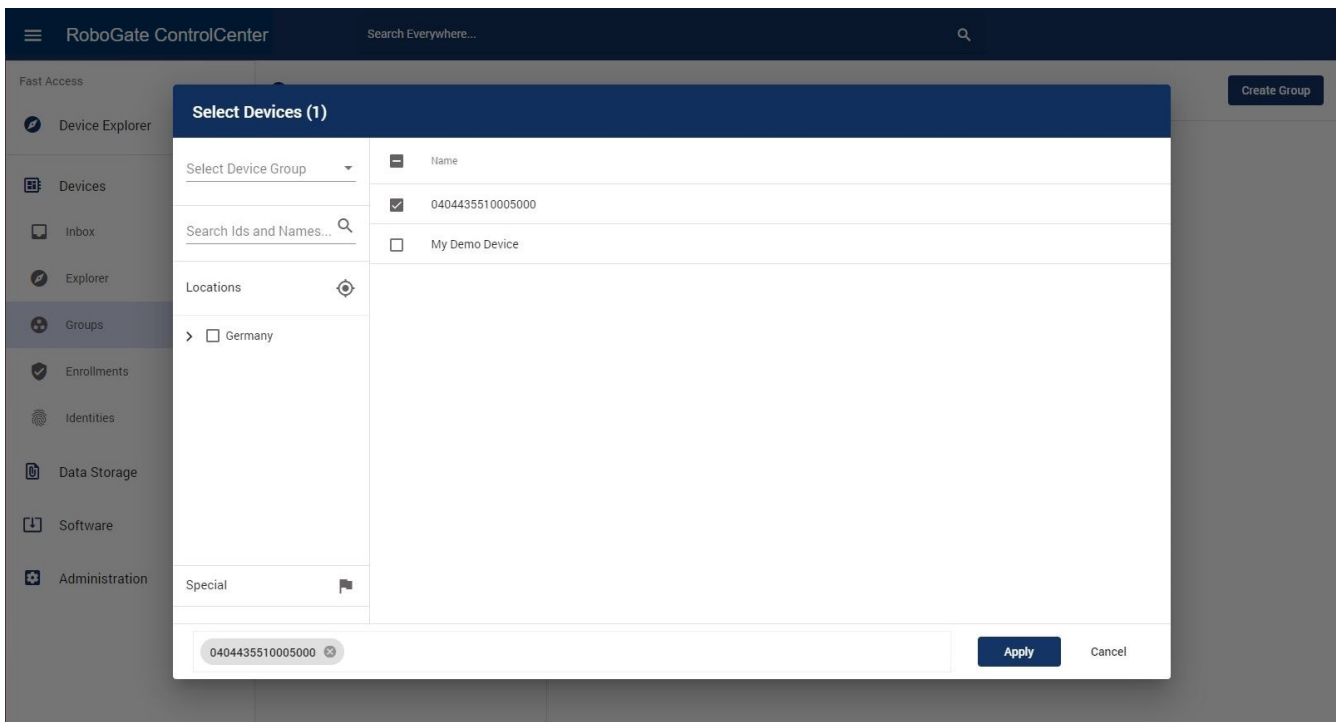 RoboGate ControlCenter
Search Everywhere...
Fast Access
Create Group
Device Explorer
Devices
Inbox
Explorer
Groups
Enrollments
Identities
Data Storage
Software
Administration
Select Devices (1)
Select Device Group
Search Ids and Names...
Locations
Germany
Special
Name
0404435510005000
My Demo Device
0404435510005000
Apply
Cancel